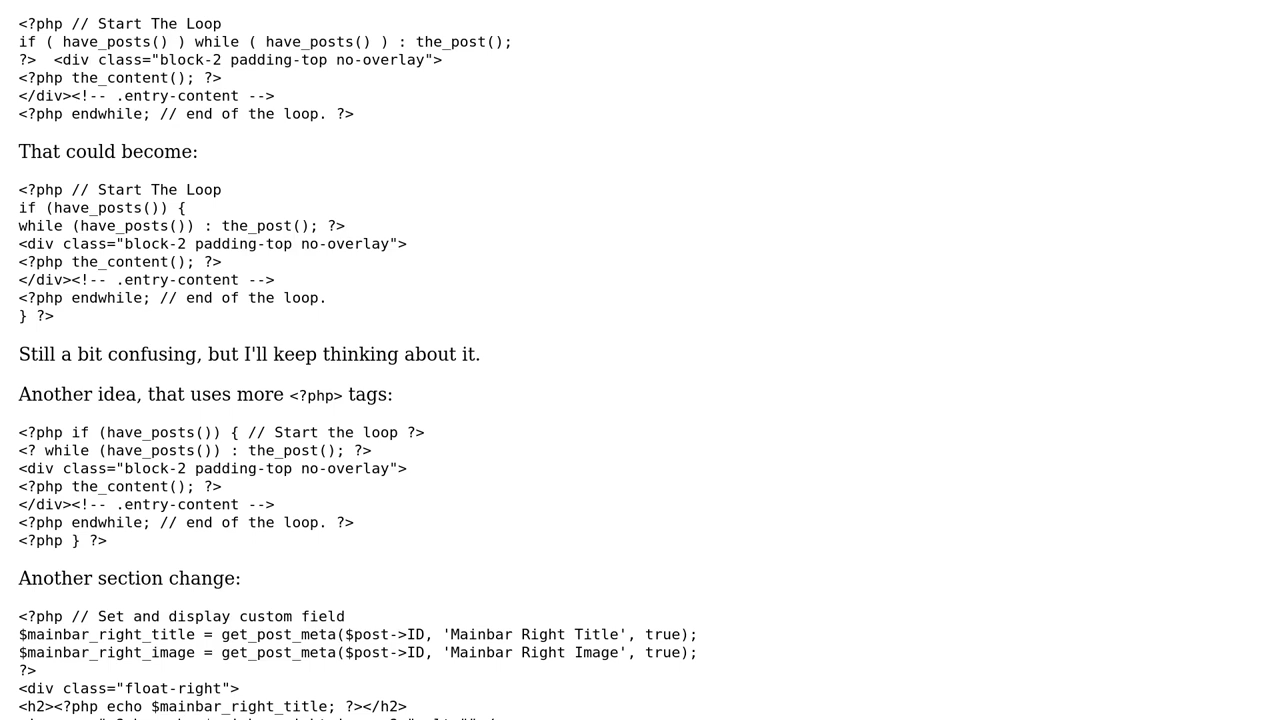 <?php // Start The Loop
if ( have_posts() ) while ( have_posts() ) : the_post();
?>  <div class="block-2 padding-top no-overlay">
<?php the_content(); ?>
</div><!-- .entry-content -->
<?php endwhile; // end of the loop. ?>
That could become:
<?php // Start The Loop
if (have_posts()) {
while (have_posts()) : the_post(); ?>
<div class="block-2 padding-top no-overlay">
<?php the_content(); ?>
</div><!-- .entry-content -->
<?php endwhile; // end of the loop.
} ?>
Still a bit confusing, but I'll keep thinking about it.
Another idea, that uses more <?php> tags:
<?php if (have_posts()) { // Start the loop ?>
<? while (have_posts()) : the_post(); ?>
<div class="block-2 padding-top no-overlay">
<?php the_content(); ?>
</div><!-- .entry-content -->
<?php endwhile; // end of the loop. ?>
<?php } ?>
Another section change:
<?php // Set and display custom field
$mainbar_right_title = get_post_meta($post->ID, 'Mainbar Right Title', true);
$mainbar_right_image = get_post_meta($post->ID, 'Mainbar Right Image', true);
?>
<div class="float-right">
<h2><?php echo $mainbar_right_title; ?></h2>